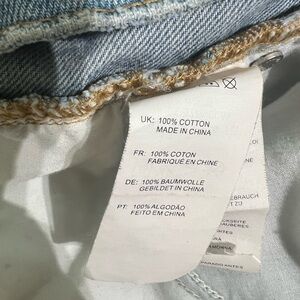 UK: 100% COTTON
MADE IN CHINA
FR: 100% COTON
FABRIQUÉ EN CHINE
DE: 100% BAUMWOLLE
GEBILDET IN CHINA
PT: 100% ALGODÃO
FEITO EM CHINA